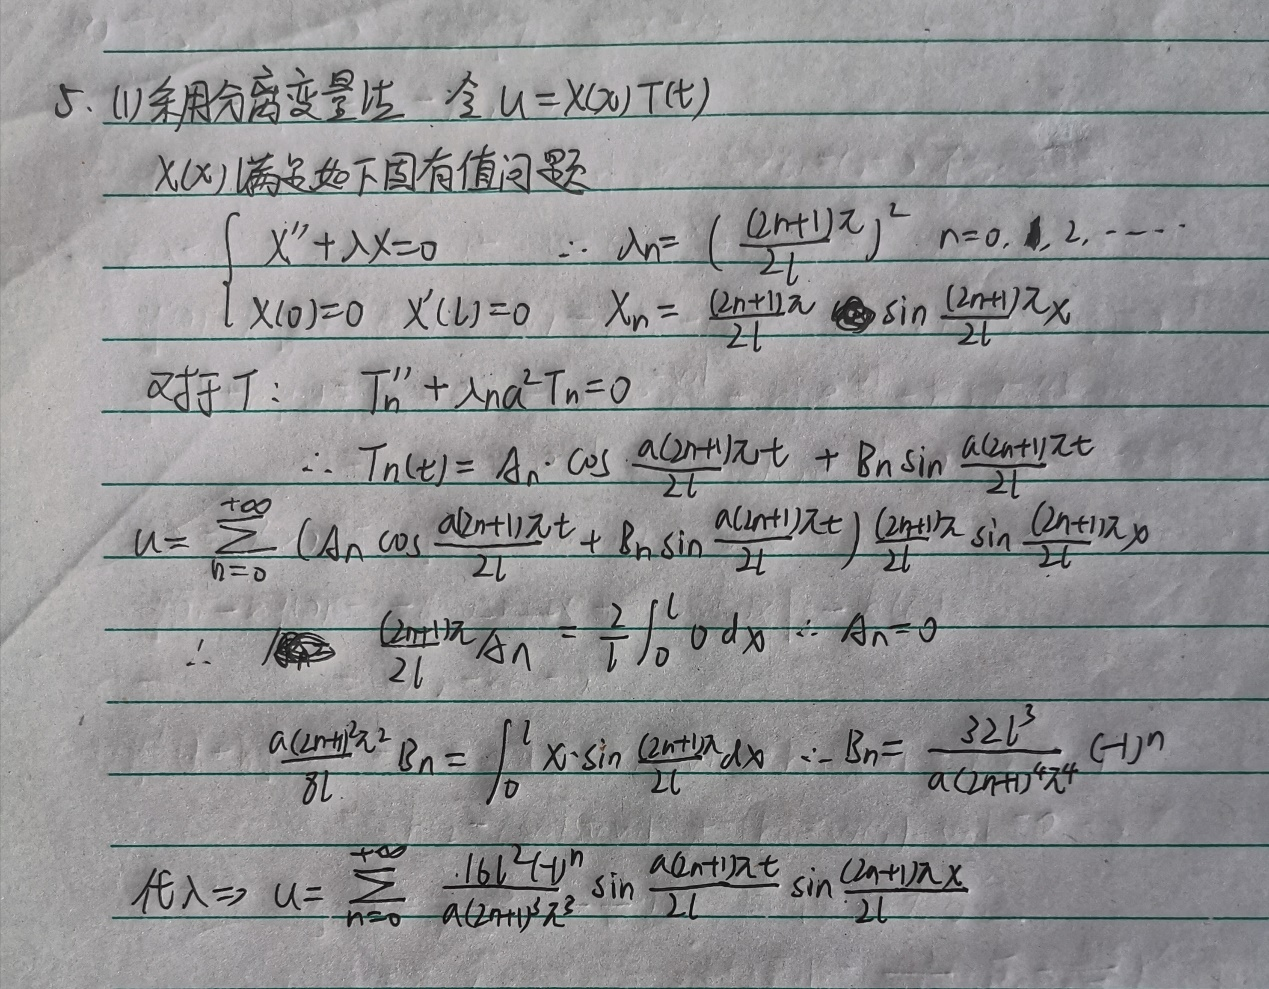 5. (1)采用分离变量法 令 u=X(x)T(t)
X(x)满足如下固有值问题
{ X''+λX=0 ∴ λn= ((2n+1)π/2l)² n=0, 1, 2, ·····
X(0)=0 X'(l)=0 Xn= (2n+1)π/2l sin (2n+1)πx/2l
对于T: Tn''+λna²Tn=0
∴ Tn(t)= An·cos a(2n+1)πt/2l + Bn sin a(2n+1)πt/2l
u= Σ_{n=0}^{+∞} (An cos a(2n+1)πt/2l + Bn sin a(2n+1)πt/2l) (2n+1)π/2l sin (2n+1)πx/2l
∴ (2n+1)π/2l An = 2/l ∫₀ˡ 0 dx ∴ An=0
a(2n+1)²π²/8l Bn= ∫₀ˡ x·sin (2n+1)π/2l dx ∴ Bn= 32l³/a(2n+1)⁴π⁴ (-1)ⁿ
代入⇒ u= Σ_{n=0}^{+∞} 16l²(-1)ⁿ/a(2n+1)³π³ sin a(2n+1)πt/2l sin (2n+1)πx/2l